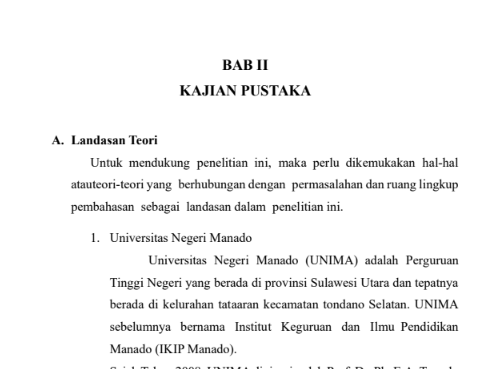 BAB II
KAJIAN PUSTAKA
A. Landasan Teori
Untuk mendukung penelitian ini, maka perlu dikemukakan hal-hal
atauteori-teori yang berhubungan dengan permasalahan dan ruang lingkup
pembahasan sebagai landasan dalam penelitian ini.
1. Universitas Negeri Manado
Universitas Negeri Manado (UNIMA) adalah Perguruan
Tinggi Negeri yang berada di provinsi Sulawesi Utara dan tepatnya
berada di kelurahan tataaran kecamatan tondano Selatan. UNIMA
sebelumnya bernama Institut Keguruan dan Ilmu Pendidikan
Manado (IKIP Manado).